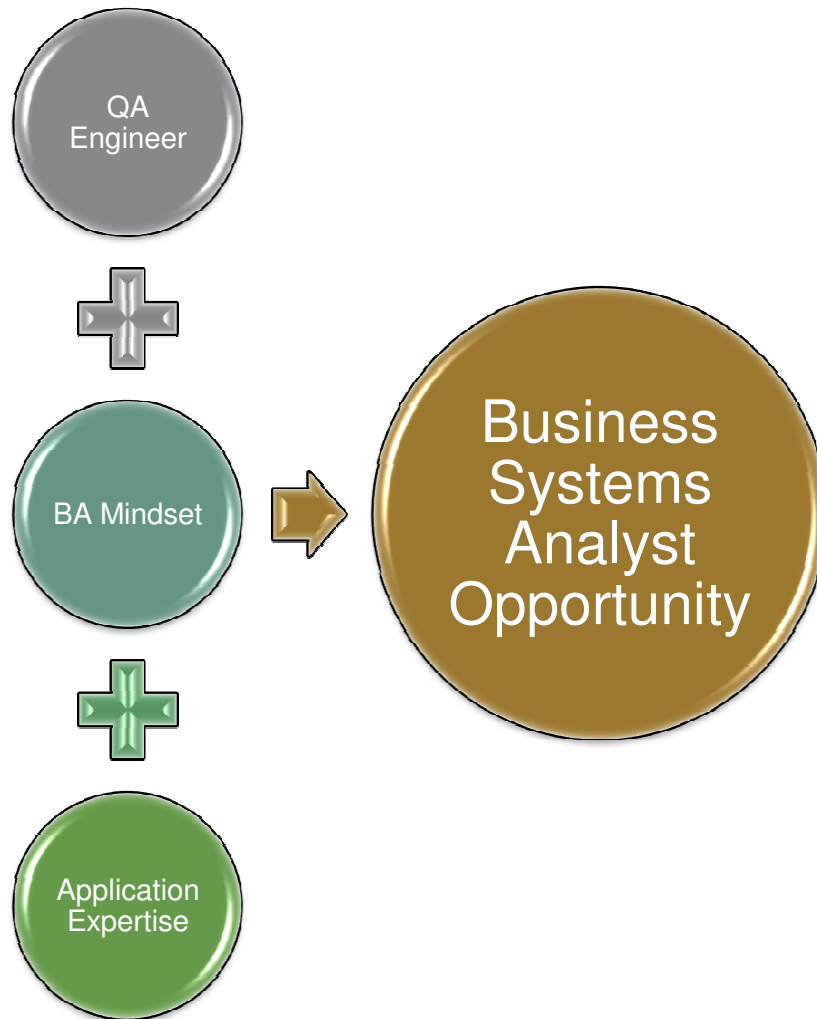 QA
Engineer
BA Mindset
Application
Expertise
Business
Systems
Analyst
Opportunity